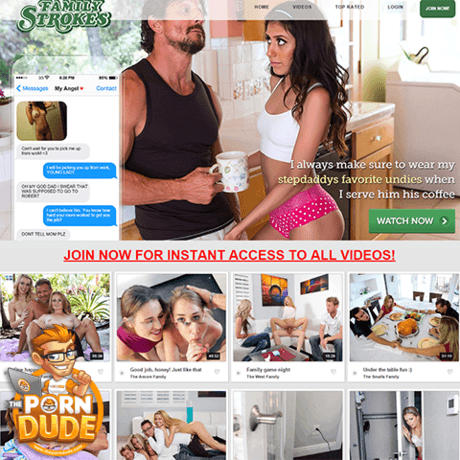 FAMILY
STROKES
HOME VIDEOS TOP RATED LOGIN JOIN NOW!
8:26 PM
Messages My Angel Contact
Can't wait for you to pick me up from work! <3
I will be picking you up from work, YOUNG LADY
OH MY GOD DAD I SWEAR THAT
WAS SUPPOSED TO GO TO
ROBERT
I can't believe this. You know how
hard your mom worked to get you
the job?
DONT TELL MOM PLZ
I always make sure to wear my
stepdaddys favorite undies when
I serve him his coffee
WATCH NOW
JOIN NOW FOR INSTANT ACCESS TO ALL VIDEOS!
Good job, honey! Just like that
Family game night
The West Family
Under the table fun :)
The Smalls Family
THE
PORN
DUDE